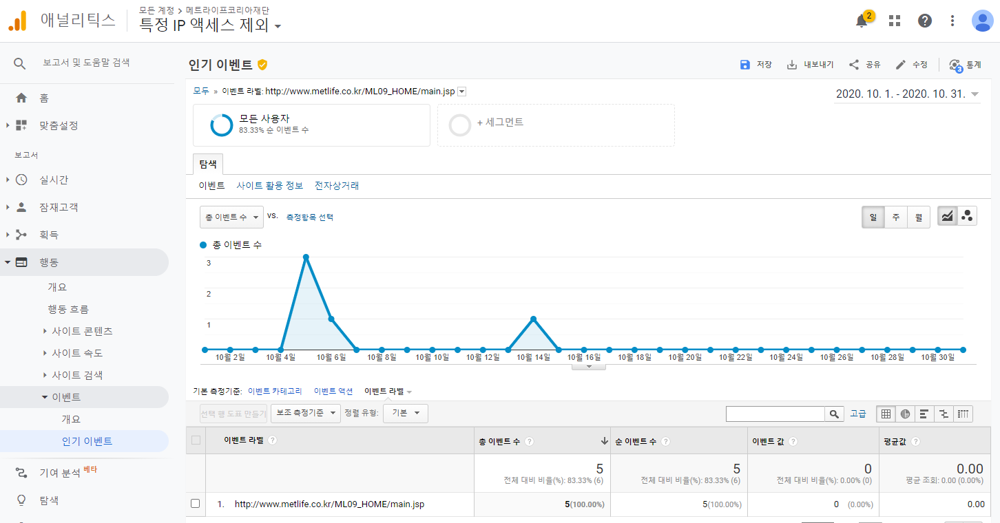 애널리틱스
모든 계정 > 메트라이프코리아재단
특정 IP 액세스 제외
2
보고서 및 도움말 검색
홈
맞춤설정
보고서
실시간
잠재고객
획득
행동
개요
행동 흐름
사이트 콘텐츠
사이트 속도
사이트 검색
이벤트
개요
인기 이벤트
기여 분석 베타
탐색
인기 이벤트
저장 내보내기 공유 수정 3 통계
모두 » 이벤트 라벨: http://www.metlife.co.kr/ML09_HOME/main.jsp
2020. 10. 1. - 2020. 10. 31.
모든 사용자
83.33% 순 이벤트 수
+ 세그먼트
탐색
이벤트 사이트 활용 정보 전자상거래
총 이벤트 수 vs. 측정항목 선택
일 주 월
총 이벤트 수
3
2
1
10월 2일 10월 4일 10월 6일 10월 8일 10월 10일 10월 12일 10월 14일 10월 16일 10월 18일 10월 20일 10월 22일 10월 24일 10월 26일 10월 28일 10월 30일
기본 측정기준: 이벤트 카테고리 이벤트 액션 이벤트 라벨
선택 행 도표 만들기 보조 측정기준 정렬 유형: 기본 고급
이벤트 라벨 ? 총 이벤트 수 ? 순 이벤트 수 ? 이벤트 값 ? 평균값 ?
5 5 0 0.00
전체 대비 비율(%): 83.33% (6) 전체 대비 비율(%): 83.33% (6) 전체 대비 비율(%): 0.00% (0) 평균 조회: 0.00 (0.00%)
1. http://www.metlife.co.kr/ML09_HOME/main.jsp 5(100.00%) 5(100.00%) 0 (0.00%) 0.00